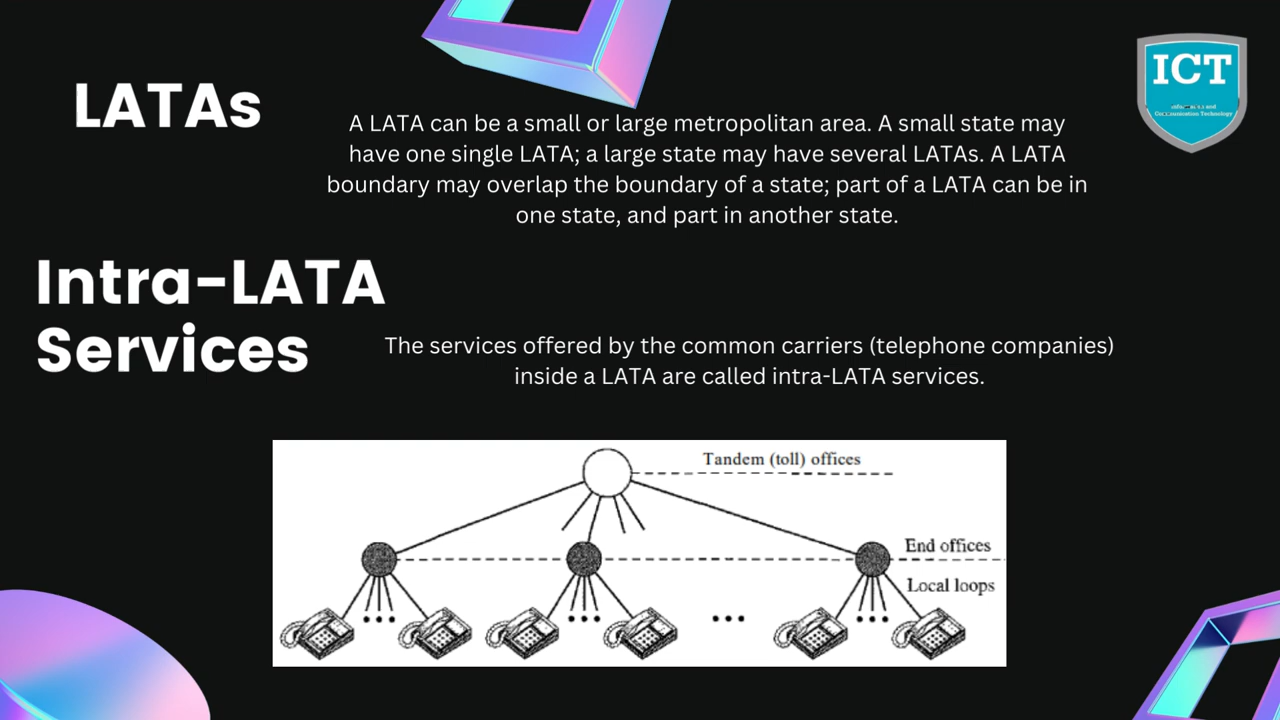 LATAs
A LATA can be a small or large metropolitan area. A small state may
have one single LATA; a large state may have several LATAs. A LATA
boundary may overlap the boundary of a state; part of a LATA can be in
one state, and part in another state.
ICT
and
Communication Technology
Intra-LATA
Services
The services offered by the common carriers (telephone companies)
inside a LATA are called intra-LATA services.
Tandem (toll) offices
End offices
Local loops